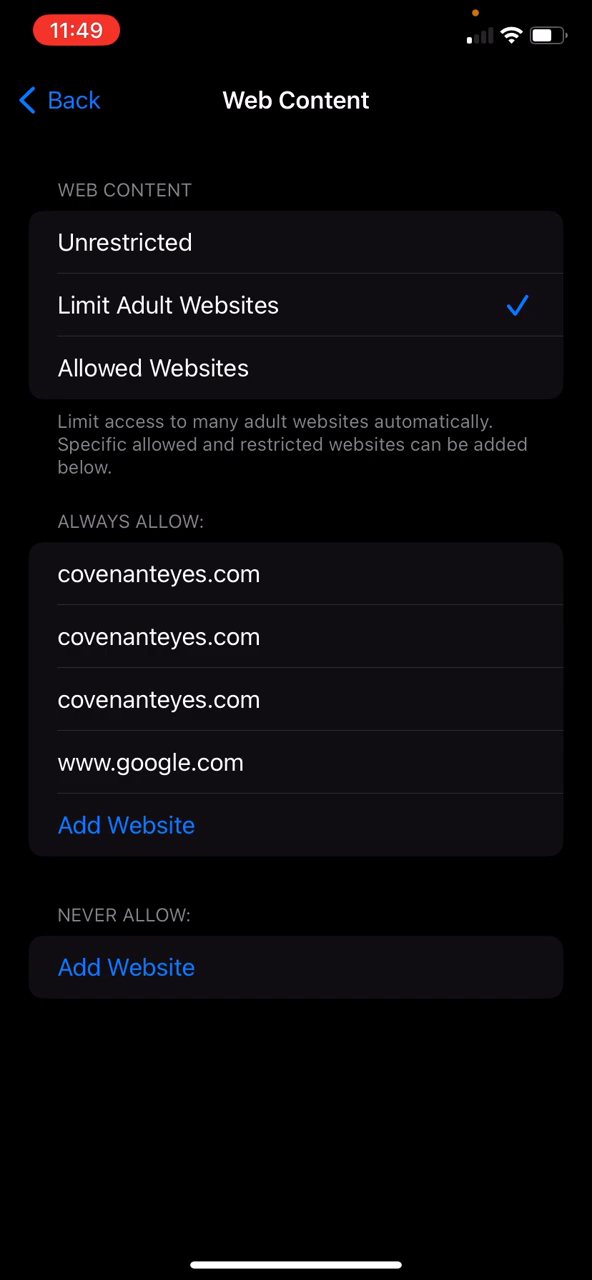 11:49
Back
Web Content
WEB CONTENT
Unrestricted
Limit Adult Websites
Allowed Websites
Limit access to many adult websites automatically.
Specific allowed and restricted websites can be added
below.
ALWAYS ALLOW:
covenanteyes.com
covenanteyes.com
covenanteyes.com
www.google.com
Add Website
NEVER ALLOW:
Add Website